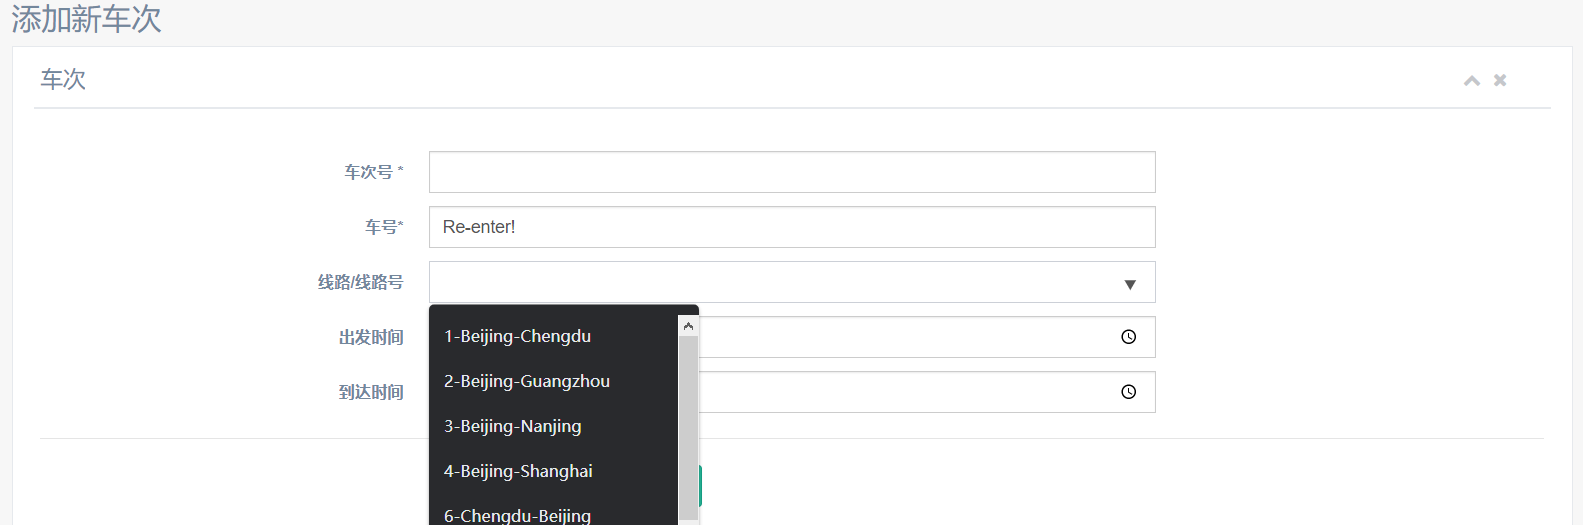 添加新车次
车次
车次号 *
车号* Re-enter!
线路/线路号
1-Beijing-Chengdu
出发时间
2-Beijing-Guangzhou
到达时间
3-Beijing-Nanjing
4-Beijing-Shanghai
6-Chengdu-Beijing